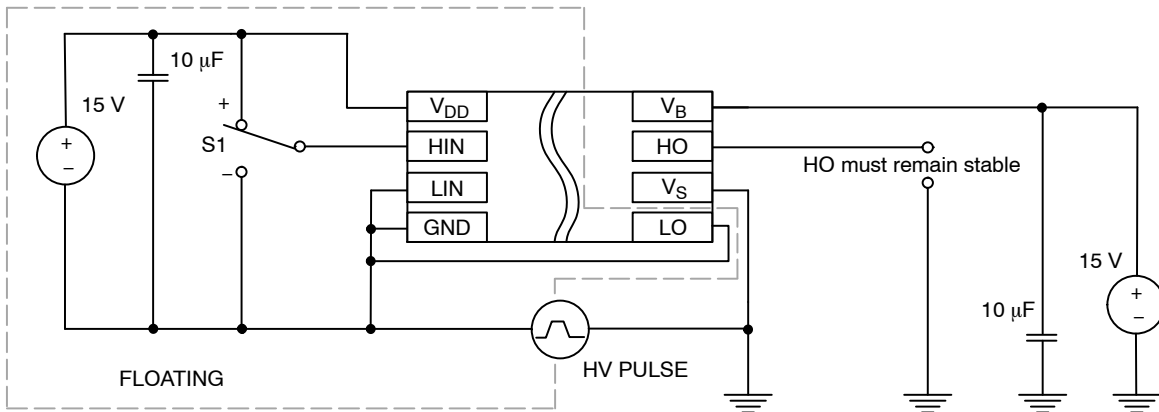 10 μF
15 V
+
−
+
S1
−
V_DD
HIN
LIN
GND
V_B
HO
V_S
LO
HO must remain stable
15 V
+
−
10 μF
HV PULSE
FLOATING